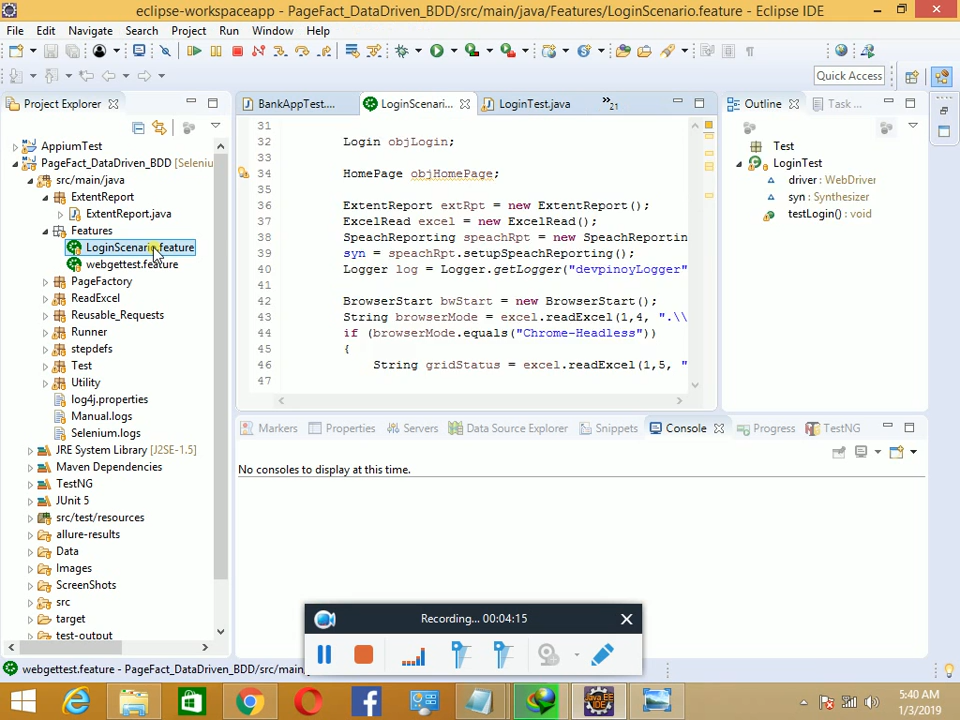 eclipse-workspaceapp - PageFact_DataDriven_BDD/src/main/java/Features/LoginScenario.feature - Eclipse IDE
File Edit Navigate Search Project Run Window Help
Quick Access
Project Explorer
AppiumTest
PageFact_DataDriven_BDD [Seleniu
src/main/java
ExtentReport
ExtentReport.java
Features
LoginScenario.feature
webgettest.feature
PageFactory
ReadExcel
Reusable_Requests
Runner
stepdefs
Test
Utility
log4j.properties
Manual.logs
Selenium.logs
JRE System Library [J2SE-1.5]
Maven Dependencies
TestNG
JUnit 5
src/test/resources
allure-results
Data
Images
ScreenShots
src
target
test-output
BankAppTest.... LoginScenari... LoginTest.java »21
31
32 Login objLogin;
33
34 HomePage objHomePage;
35
36 ExtentReport extRpt = new ExtentReport();
37 ExcelRead excel = new ExcelRead();
38 SpeachReporting speachRpt = new SpeachReportin
39 syn = speachRpt.setupSpeachReporting();
40 Logger log = Logger.getLogger("devpinoyLogger"
41
42 BrowserStart bwStart = new BrowserStart();
43 String browserMode = excel.readExcel(1,4, ".\\
44 if (browserMode.equals("Chrome-Headless"))
45 {
46 String gridStatus = excel.readExcel(1,5, "
47
Outline Task ...
Test
LoginTest
driver : WebDriver
syn : Synthesizer
testLogin() : void
Markers Properties Servers Data Source Explorer Snippets Console Progress TestNG
No consoles to display at this time.
Recording... 00:04:15
webgettest.feature - PageFact_DataDriven_BDD/src/main
5:40 AM
1/3/2019